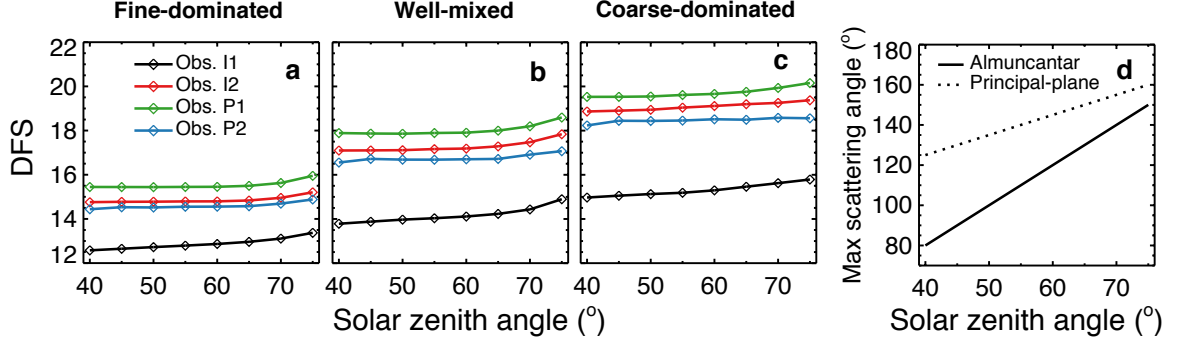 Fine-dominated Well-mixed Coarse-dominated
DFS
22
20
18
16
14
12
Obs. I1
Obs. I2
Obs. P1
Obs. P2
a
b
c
40 50 60 70
40 50 60 70
40 50 60 70
Solar zenith angle (o)
Max scattering angle (o)
180
160
140
120
100
80
Almuncantar
Principal-plane
d
40 50 60 70
Solar zenith angle (o)